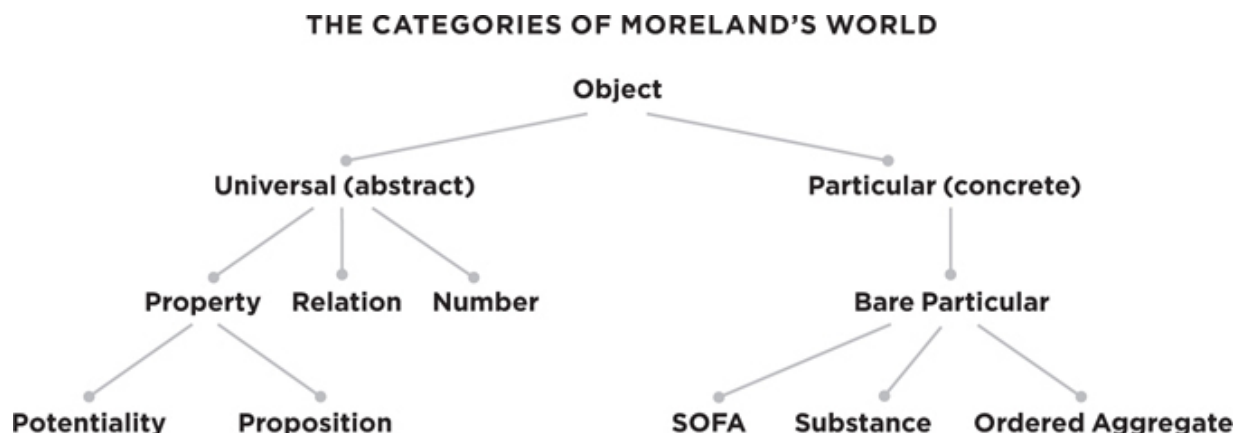 THE CATEGORIES OF MORELAND'S WORLD
Object
Universal (abstract) Particular (concrete)
Property Relation Number Bare Particular
Potentiality Proposition SOFA Substance Ordered Aggregate